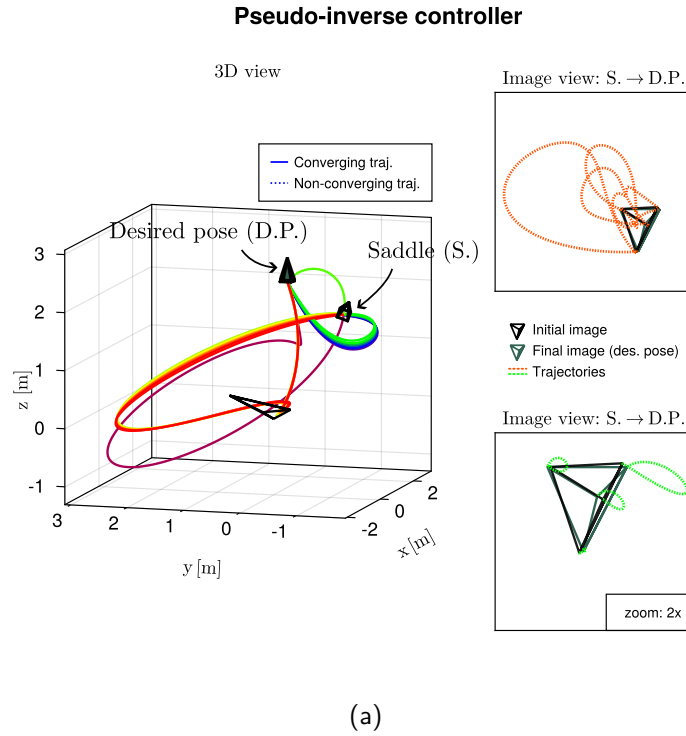 Pseudo-inverse controller
3D view
Converging traj.
Non-converging traj.
Desired pose (D.P.)
Saddle (S.)
3
2
1
0
-1
z [m]
3
2
1
0
-1
y [m]
-2
0
2
x [m]
Image view: S. → D.P.
Initial image
Final image (des. pose)
Trajectories
Image view: S. → D.P.
zoom: 2x
(a)